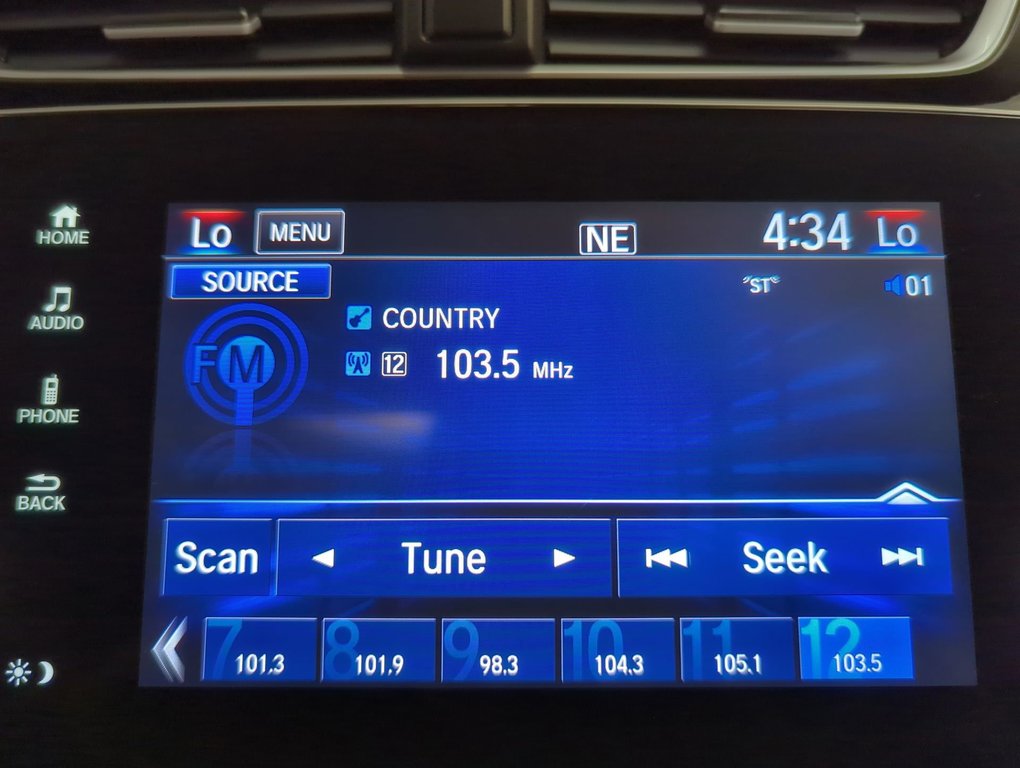 HOME
AUDIO
PHONE
BACK
Lo MENU NE 4:34 Lo
SOURCE ST 01
FM
COUNTRY
12 103.5 MHz
Scan Tune Seek
7 8 9 10 11 12
101.3 101.9 98.3 104.3 105.1 103.5